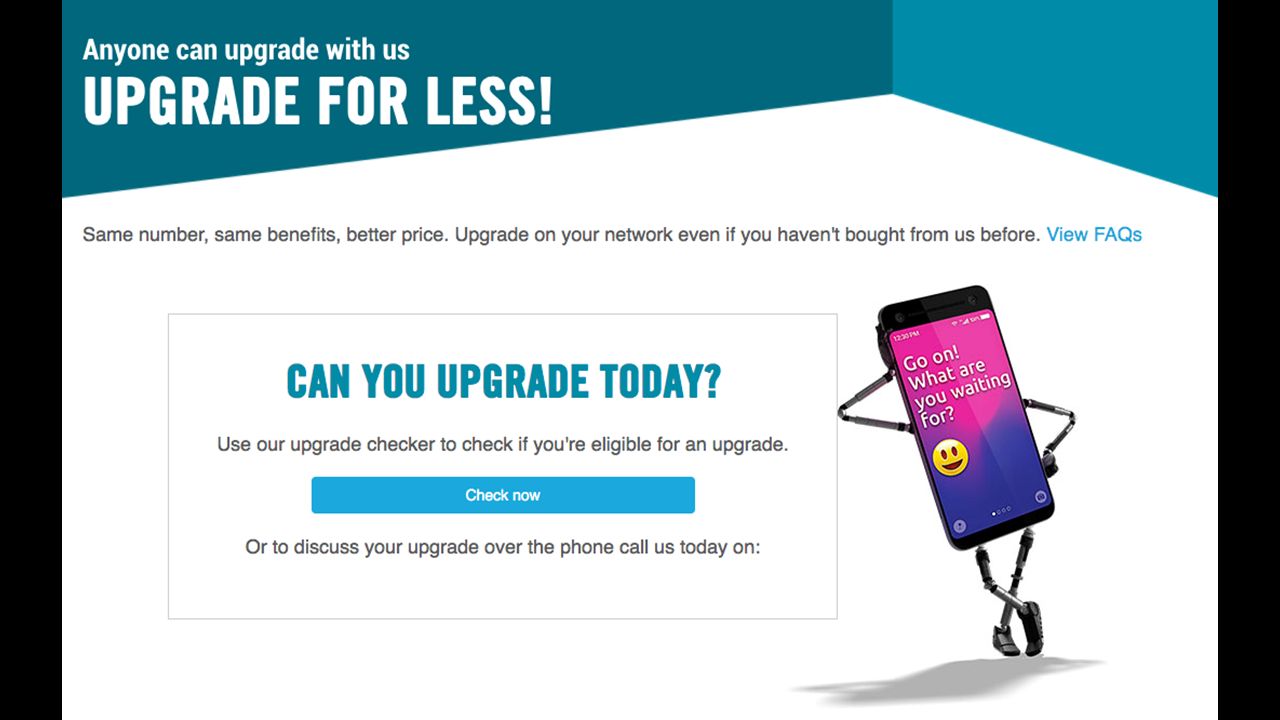 Anyone can upgrade with us
UPGRADE FOR LESS!
Same number, same benefits, better price. Upgrade on your network even if you haven't bought from us before. View FAQs
CAN YOU UPGRADE TODAY?
Use our upgrade checker to check if you're eligible for an upgrade.
Check now
Or to discuss your upgrade over the phone call us today on:
12:30 PM
Go on!
What are
you waiting
for?